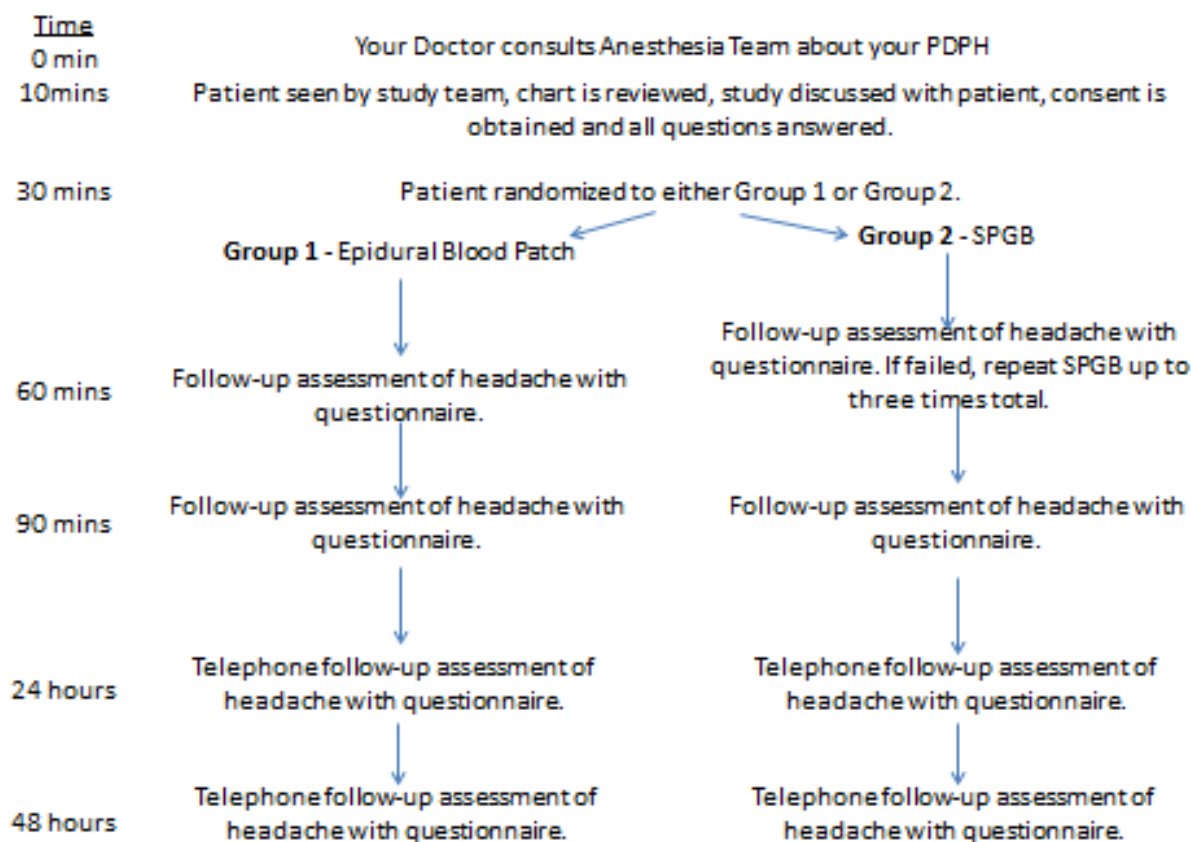 Time
0 min
Your Doctor consults Anesthesia Team about your PDPH
10mins
Patient seen by study team, chart is reviewed, study discussed with patient, consent is
obtained and all questions answered.
30 mins
Patient randomized to either Group 1 or Group 2.
Group 1 - Epidural Blood Patch
Group 2 - SPGB
60 mins
Follow-up assessment of headache with
questionnaire.
Follow-up assessment of headache with
questionnaire. If failed, repeat SPGB up to
three times total.
90 mins
Follow-up assessment of headache with
questionnaire.
Follow-up assessment of headache with
questionnaire.
24 hours
Telephone follow-up assessment of
headache with questionnaire.
Telephone follow-up assessment of
headache with questionnaire.
48 hours
Telephone follow-up assessment of
headache with questionnaire.
Telephone follow-up assessment of
headache with questionnaire.